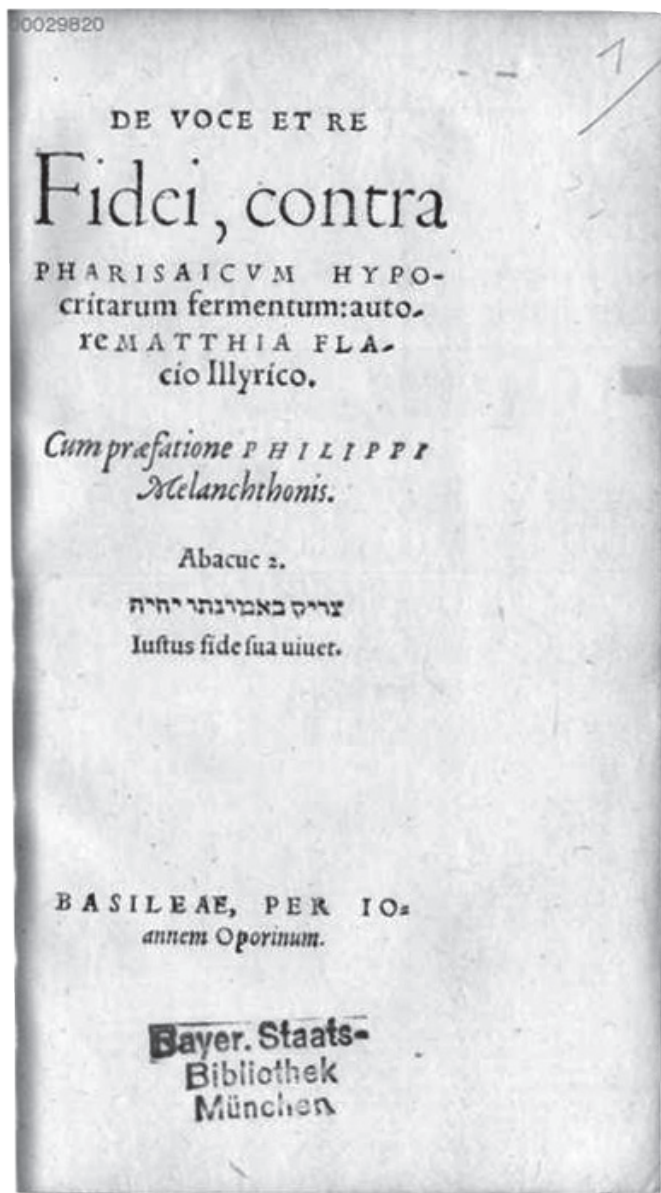 00029820
1
DE VOCE ET RE
Fidei, contra
PHARISAICVM HYPO-
critarum fermentum: auto-
re MATTHIA FLA-
cio Illyrico.
Cum præfatione PHILIPPI
Melanchthonis.
Abacuc 2.
צדיק באמונתו יחיה
Iuſtus fide ſua uiuet.
BASILEAE, PER IO=
annem Oporinum.
Bayer. Staats-
Bibliothek
München